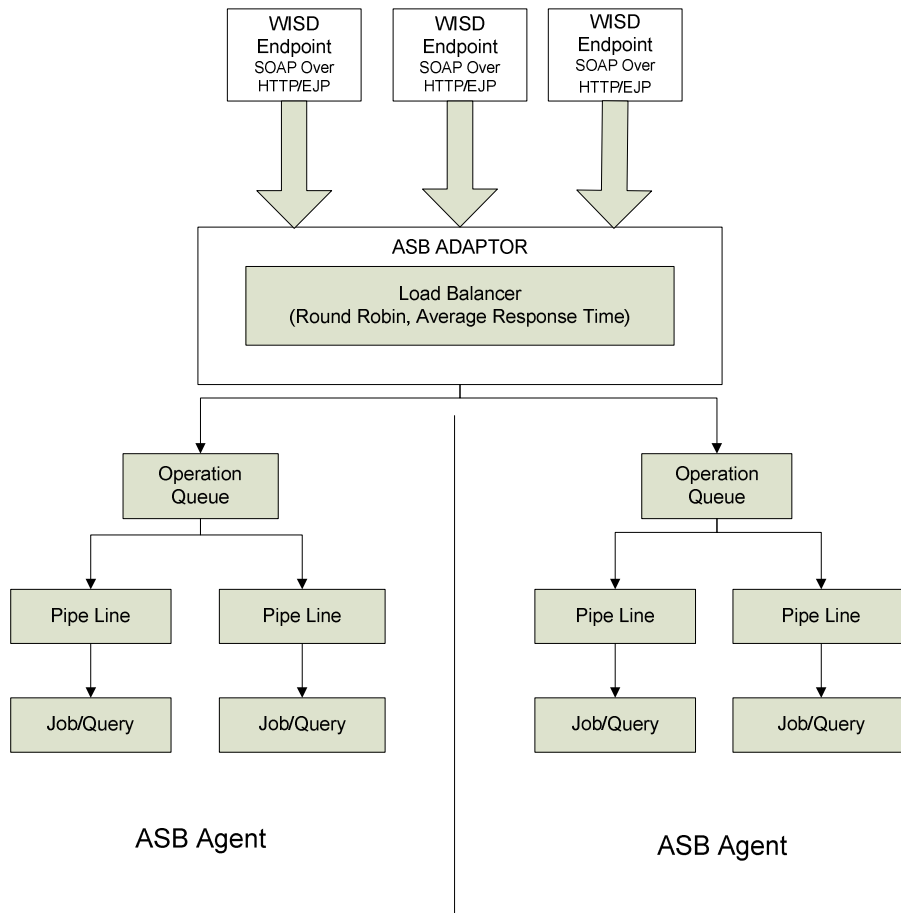 WISD
Endpoint
SOAP Over
HTTP/EJP
WISD
Endpoint
SOAP Over
HTTP/EJP
WISD
Endpoint
SOAP Over
HTTP/EJP
ASB ADAPTOR
Load Balancer
(Round Robin, Average Response Time)
Operation
Queue
Operation
Queue
Pipe Line
Pipe Line
Pipe Line
Pipe Line
Job/Query
Job/Query
Job/Query
Job/Query
ASB Agent
ASB Agent